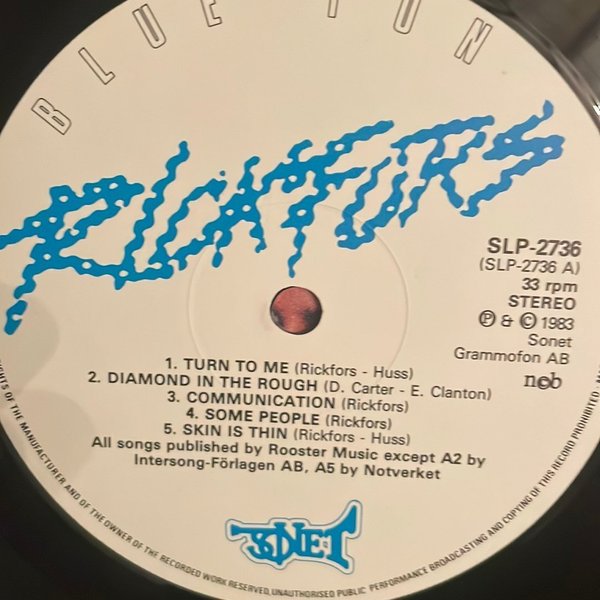 BLUE FUN
RICKFORS
SLP-2736
(SLP-2736 A)
33 rpm
STEREO
℗ & © 1983
Sonet
Grammofon AB
ncb
1. TURN TO ME (Rickfors - Huss)
2. DIAMOND IN THE ROUGH (D. Carter - E. Clanton)
3. COMMUNICATION (Rickfors)
4. SOME PEOPLE (Rickfors)
5. SKIN IS THIN (Rickfors - Huss)
All songs published by Rooster Music except A2 by
Intersong-Förlagen AB, A5 by Notverket
SONET
OF THE MANUFACTURER AND OF THE OWNER OF THE RECORDED WORK RESERVED, UNAUTHORISED PUBLIC PERFORMANCE BROADCASTING AND COPYING OF THIS RECORD PROHIBITED